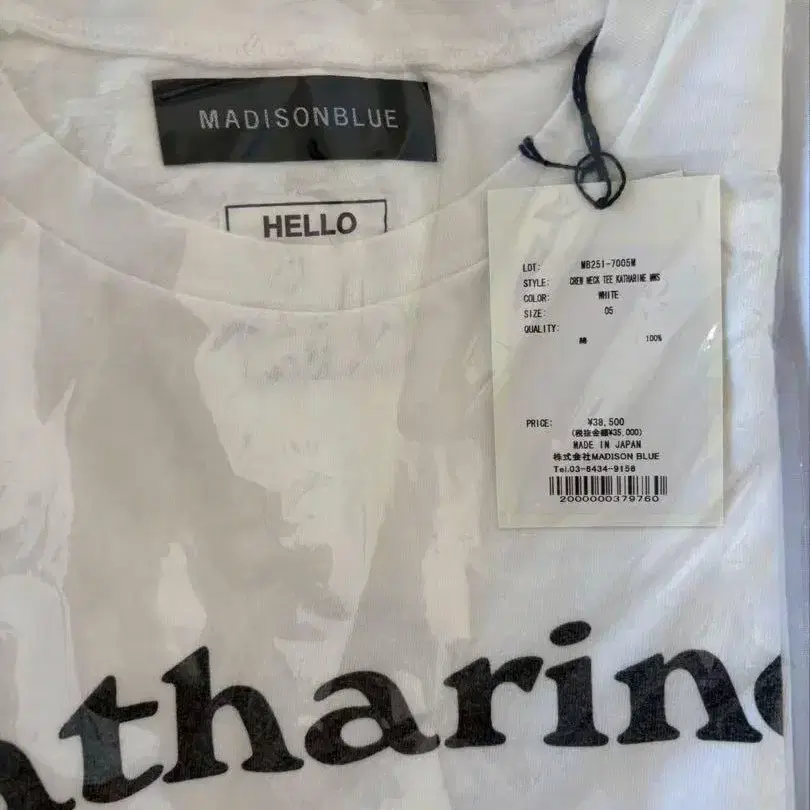 MADISONBLUE
HELLO
LOT: MB251-7005M
STYLE: CREW NECK TEE KATHARINE MNS
COLOR: WHITE
SIZE: 05
QUALITY:
綿 100%
PRICE: ¥38,500
(税抜金額¥35,000)
MADE IN JAPAN
株式会社MADISON BLUE
Tel.03-6434-9156
2000000379760
atharine